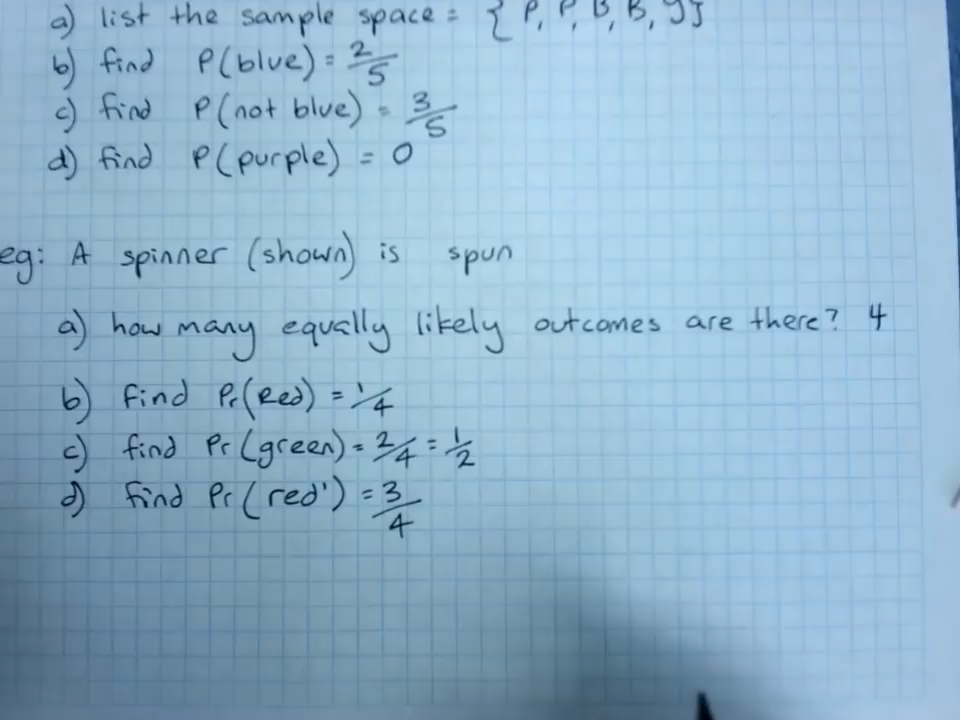 a) list the sample space = { P, P, B, B, y}
b) find P(blue) = 2/5
c) find P(not blue) = 3/5
d) find P(purple) = 0
eg: A spinner (shown) is spun
a) how many equally likely outcomes are there? 4
b) find Pr(Red) = 1/4
c) find Pr(green) = 2/4 = 1/2
d) find Pr(red') = 3/4